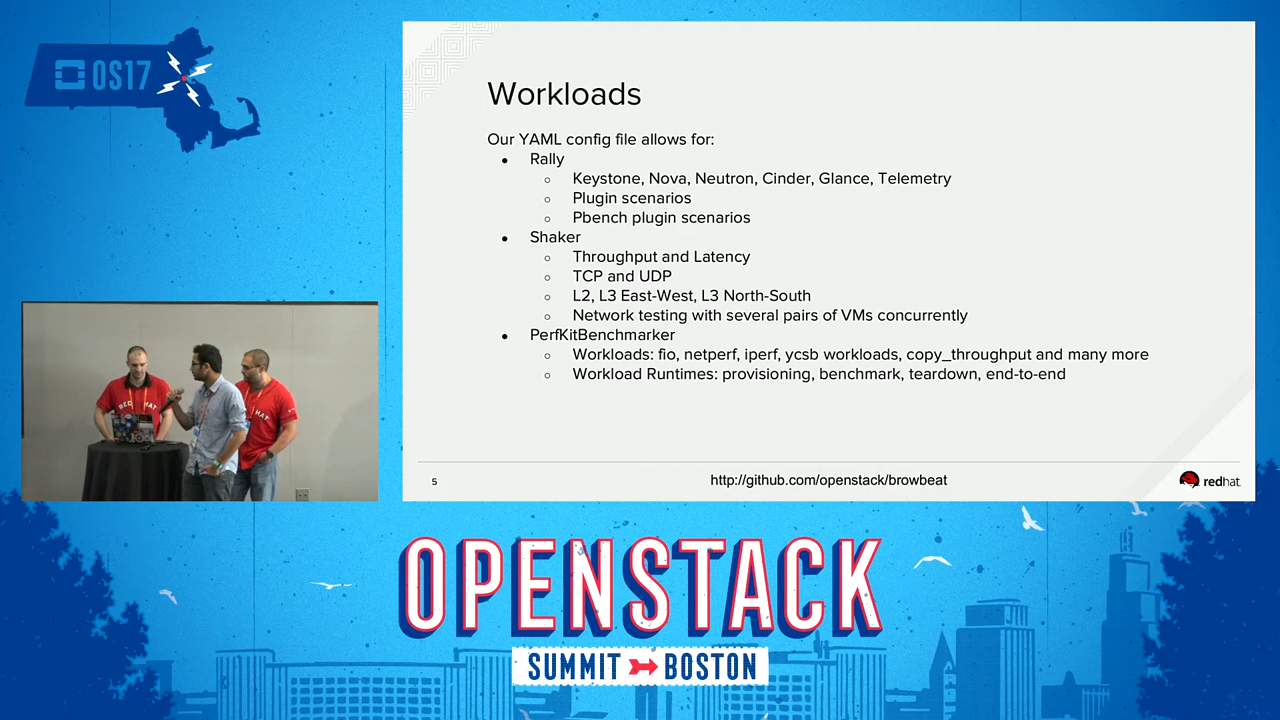 OS17
Workloads
Our YAML config file allows for:
● Rally
○ Keystone, Nova, Neutron, Cinder, Glance, Telemetry
○ Plugin scenarios
○ Pbench plugin scenarios
● Shaker
○ Throughput and Latency
○ TCP and UDP
○ L2, L3 East-West, L3 North-South
○ Network testing with several pairs of VMs concurrently
● PerfKitBenchmarker
○ Workloads: fio, netperf, iperf, ycsb workloads, copy_throughput and many more
○ Workload Runtimes: provisioning, benchmark, teardown, end-to-end
5
http://github.com/openstack/browbeat
redhat.
RED HAT
HAT
OPENSTACK
SUMMIT BOSTON